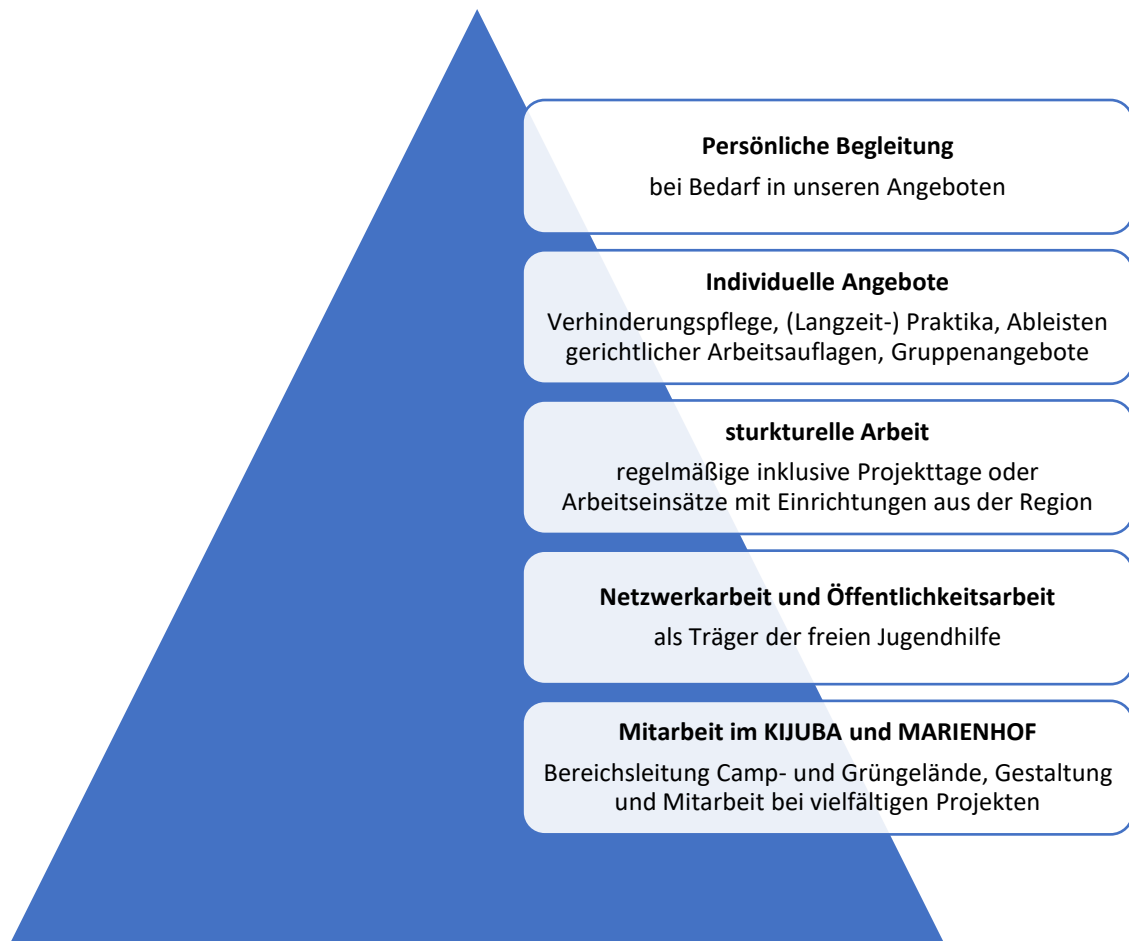 Persönliche Begleitung
bei Bedarf in unseren Angeboten
Individuelle Angebote
Verhinderungspflege, (Langzeit-) Praktika, Ableisten
gerichtlicher Arbeitsauflagen, Gruppenangebote
sturkturelle Arbeit
regelmäßige inklusive Projekttage oder
Arbeitseinsätze mit Einrichtungen aus der Region
Netzwerkarbeit und Öffentlichkeitsarbeit
als Träger der freien Jugendhilfe
Mitarbeit im KIJUBA und MARIENHOF
Bereichsleitung Camp- und Grüngelände, Gestaltung
und Mitarbeit bei vielfältigen Projekten